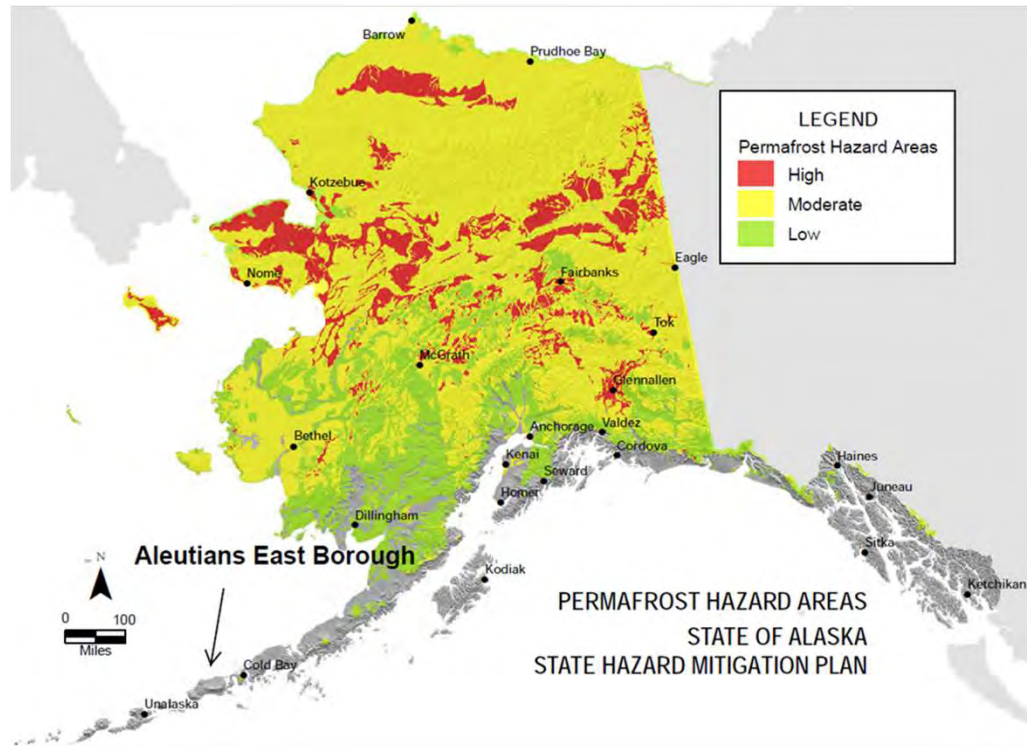 Barrow
Prudhoe Bay
LEGEND
Permafrost Hazard Areas
High
Moderate
Low
Kotzebue
Nome
Fairbanks
Eagle
Tok
McGrath
Glennallen
Bethel
Anchorage
Valdez
Kenai
Cordova
Seward
Homer
Haines
Juneau
Dillingham
Sitka
Aleutians East Borough
N
Kodiak
Ketchikan
PERMAFROST HAZARD AREAS
STATE OF ALASKA
STATE HAZARD MITIGATION PLAN
0 100
Miles
Cold Bay
Unalaska